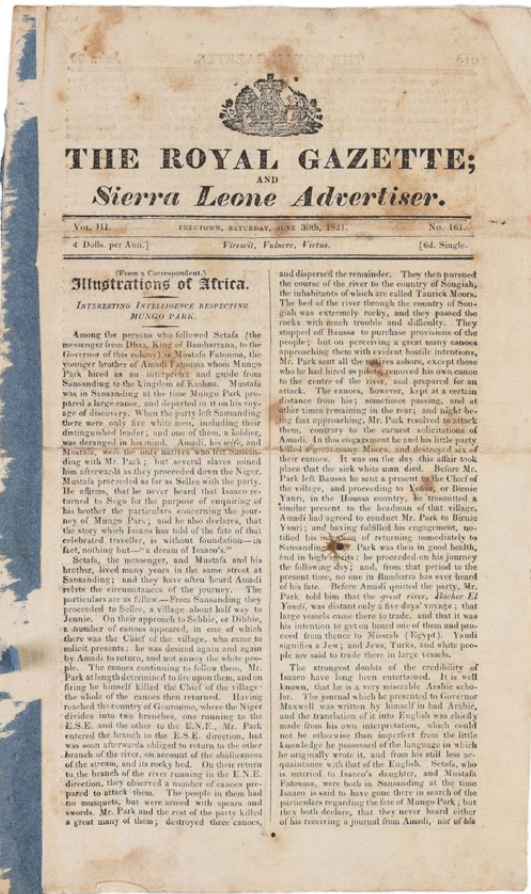 THE ROYAL GAZETTE;
AND
Sierra Leone Advertiser.
Vol. III. FREETOWN, SATURDAY, JUNE 30th, 1821. No. 161.
4 Dolls. per Ann.] Virescit, Vulnere, Virtus. [6d. Single.
(From a Correspondent.)
Illustrations of Africa.
INTERESTING INTELLIGENCE RESPECTING
MUNGO PARK.
Among the persons who followed Setafa (the
messenger from Dhaa, King of Bambarrana, to the
Governor of this colony) is Mustafa Fatouma, the
younger brother of Amadi Fatouma whom Mungo
Park hired as an interpreter and guide from
Sansanding to the Kingdom of Kashna. Mustafa
was in Sansanding at the time Mungo Park pre-
pared a large canoe, and departed in it on his voy-
age of discovery. When the party left Sansanding
there were only five white men, including their
distinguished leader; and one of them, a soldier,
was deranged in his mind. Amadi, his wife, and
Mustafa, were the only natives who left Sansan-
ding with Mr. Park; but several slaves joined
him afterwards as they proceeded down the Niger.
Mustafa proceeded as far as Sellee with the party.
He affirms, that he never heard that Isaaco re-
turned to Sego for the purpose of enquiring of
his brother the particulars concerning the jour-
ney of Mungo Park; and he also declares, that
the story which Isaaco has told of the fate of that
celebrated traveller, is without foundation—in
fact, nothing but—"a dream of Isaaco's."
Setafa, the messenger, and Mustafa and his
brother, lived many years in the same street at
Sansanding; and they have often heard Amadi
relate the circumstances of the journey. The
particulars are as follow.—From Sansanding they
proceeded to Sellee, a village about half way to
Jennie. On their approach to Sebbie, or Dibbie,
a number of canoes appeared, in one of which
there was the Chief of the village, who came to
solicit presents; he was desired again and again
by Amadi to return, and not annoy the white peo-
ple. The canoes continuing to follow them, Mr.
Park at length determined to fire upon them, and on
firing he himself killed the Chief of the village;
the whole of the canoes then returned. Having
reached the country of Gouroumo, where the Niger
divides into two branches, one running to the
E.S.E. and the other to the E.N.E., Mr. Park
entered the branch in the E.S.E. direction, but
was soon afterwards obliged to return to the other
branch of the river, on account of the shallowness
of the stream, and its rocky bed. On their return
to the branch of the river running in the E.N.E.
direction, they observed a number of canoes pre-
pared to attack them. The people in them had
no musquets, but were armed with spears and
swords. Mr. Park and the rest of the party killed
a great many of them; destroyed three canoes,
and dispersed the remainder. They then pursued
the course of the river to the country of Songiah,
the inhabitants of which are called Taurick Moors.
The bed of the river through the country of Son-
giah was extremely rocky, and they passed the
rocks with much trouble and difficulty. They
stopped off Baussa to purchase provisions of the
people; but on perceiving a great many canoes
approaching them with evident hostile intentions,
Mr. Park sent all the natives ashore, except those
who he had hired as pilots, removed his own canoe
to the centre of the river, and prepared for an
attack. The canoes, however, kept at a certain
distance from his; sometimes passing, and at
other times remaining in the rear; and night be-
ing fast approaching, Mr. Park resolved to attack
them, contrary to the earnest solicitations of
Amadi. In this engagement he and his little party
killed a great many Moors, and destroyed six of
their canoes. It was on the day this affair took
place that the sick white man died. Before Mr.
Park left Baussa he sent a present to the Chief of
the village, and proceeding to or Birnie
Yauri, in the Houssa country, he transmitted a
similar present to the headman of that village.
Amadi had agreed to conduct Mr. Park to Birnie
Yauri; and having fulfilled his engagement, no-
tified his of returning immediately to
Sansanding. Park was then in good health,
and in high spirits: he proceeded on his journey
the following day; and, from that period to the
present time, no one in Bambarra has ever heard
of his fate. Before Amadi quitted the party, Mr.
Park told him that the great river, Bacher El
Yaudi, was distant only a five days' voyage; that
large vessels came there to trade, and that it was
his intention to get on board one of them and pro-
ceed from thence to Missrah (Egypt). Yaudi
signifies a Jew; and Jews, Turks, and white peo-
ple are said to trade there in large vessels.
The strongest doubts of the credibility of
Isaaco have long been entertained. It is well
known, that he is a very miserable Arabic scho-
lar. The journal which he presented to Governor
Maxwell was written by himself in bad Arabic,
and the translation of it into English was chiefly
made from his own interpretation, which could
not be otherwise than imperfect from the little
knowledge he possessed of the language in which
he originally wrote it, and from his still less ac-
quaintance with that of the English. Setafa, who
is married to Isaaco's daughter, and Mustafa
Fatouma, were both in Sansanding at the time
Isaaco is said to have gone there in search of the
particulars regarding the fate of Mungo Park; but
they both declare, that they never heard either
of his receiving a journal from Amadi, nor of his